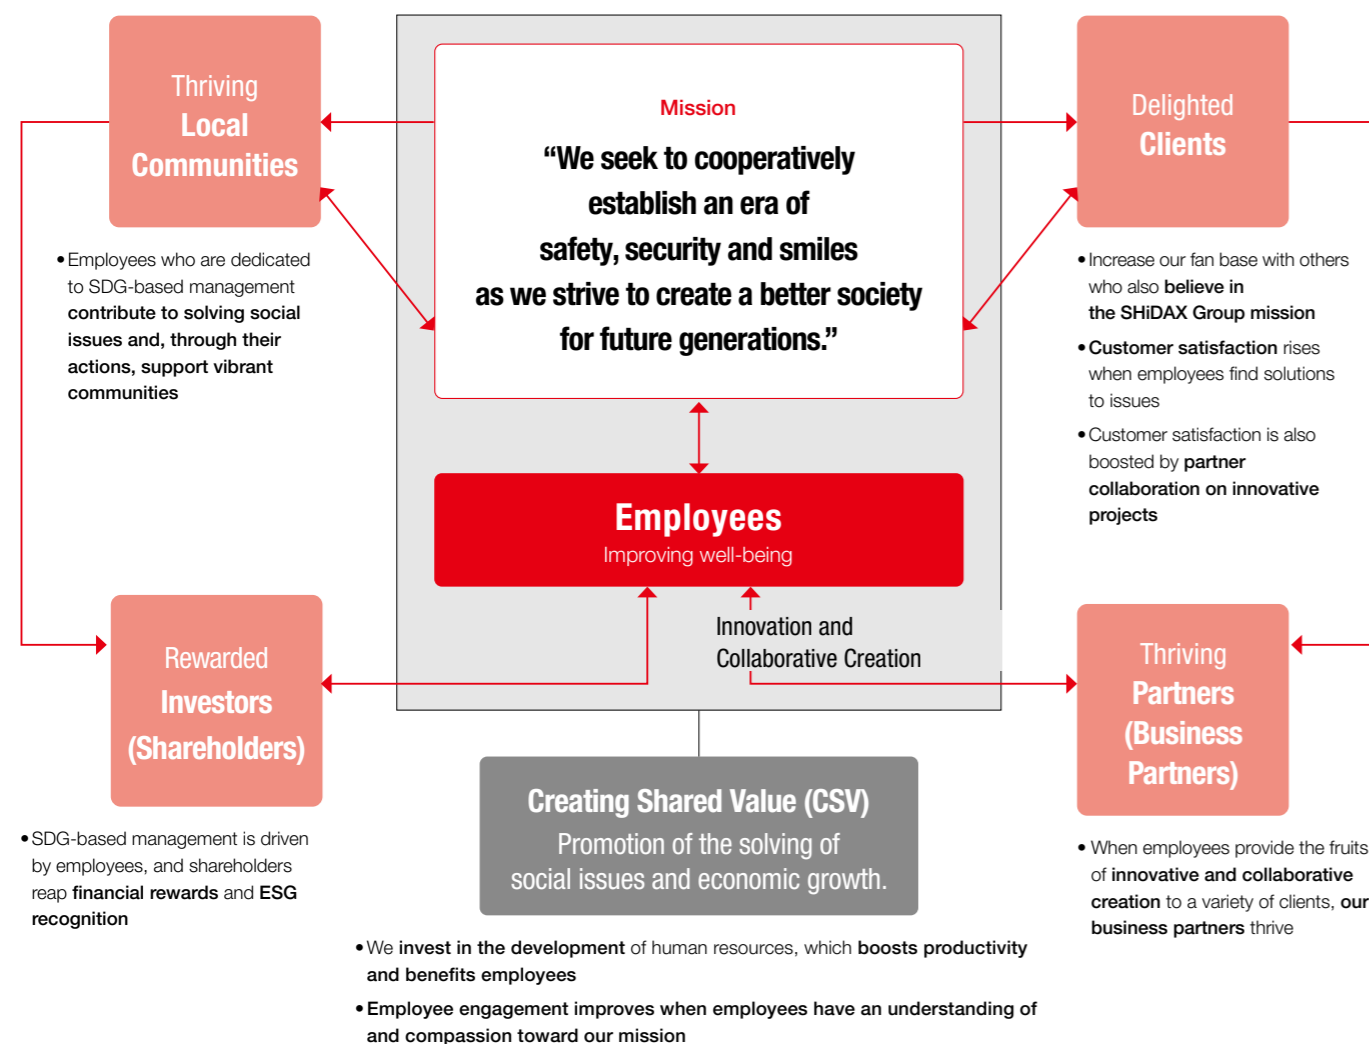 Thriving
Local
Communities
• Employees who are dedicated
to SDG-based management
contribute to solving social
issues and, through their
actions, support vibrant
communities
Mission
“We seek to cooperatively
establish an era of
safety, security and smiles
as we strive to create a better society
for future generations.”
Delighted
Clients
• Increase our fan base with others
who also believe in
the SHiDAX Group mission
• Customer satisfaction rises
when employees find solutions
to issues
• Customer satisfaction is also
boosted by partner
collaboration on innovative
projects
Employees
Improving well-being
Innovation and
Collaborative Creation
Rewarded
Investors
(Shareholders)
• SDG-based management is driven
by employees, and shareholders
reap financial rewards and ESG
recognition
Thriving
Partners
(Business
Partners)
• When employees provide the fruits
of innovative and collaborative
creation to a variety of clients, our
business partners thrive
Creating Shared Value (CSV)
Promotion of the solving of
social issues and economic growth.
• We invest in the development of human resources, which boosts productivity
and benefits employees
• Employee engagement improves when employees have an understanding of
and compassion toward our mission